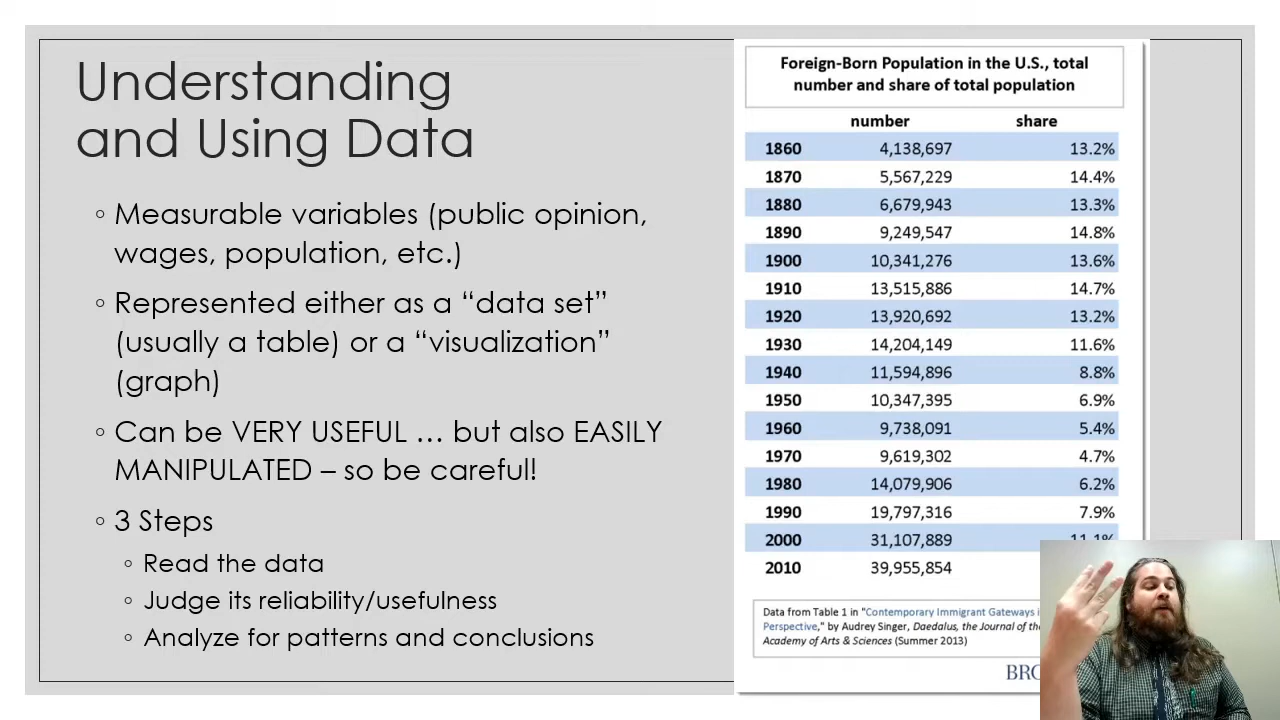 Understanding
and Using Data
◦ Measurable variables (public opinion,
wages, population, etc.)
◦ Represented either as a “data set”
(usually a table) or a “visualization”
(graph)
◦ Can be VERY USEFUL … but also EASILY
MANIPULATED – so be careful!
◦ 3 Steps
◦ Read the data
◦ Judge its reliability/usefulness
◦ Analyze for patterns and conclusions
Foreign-Born Population in the U.S., total
number and share of total population
number share
1860 4,138,697 13.2%
1870 5,567,229 14.4%
1880 6,679,943 13.3%
1890 9,249,547 14.8%
1900 10,341,276 13.6%
1910 13,515,886 14.7%
1920 13,920,692 13.2%
1930 14,204,149 11.6%
1940 11,594,896 8.8%
1950 10,347,395 6.9%
1960 9,738,091 5.4%
1970 9,619,302 4.7%
1980 14,079,906 6.2%
1990 19,797,316 7.9%
2000 31,107,889 11.1%
2010 39,955,854
Data from Table 1 in "Contemporary Immigrant Gateways
Perspective," by Audrey Singer, Daedalus, the Journal of the
Academy of Arts & Sciences (Summer 2013)